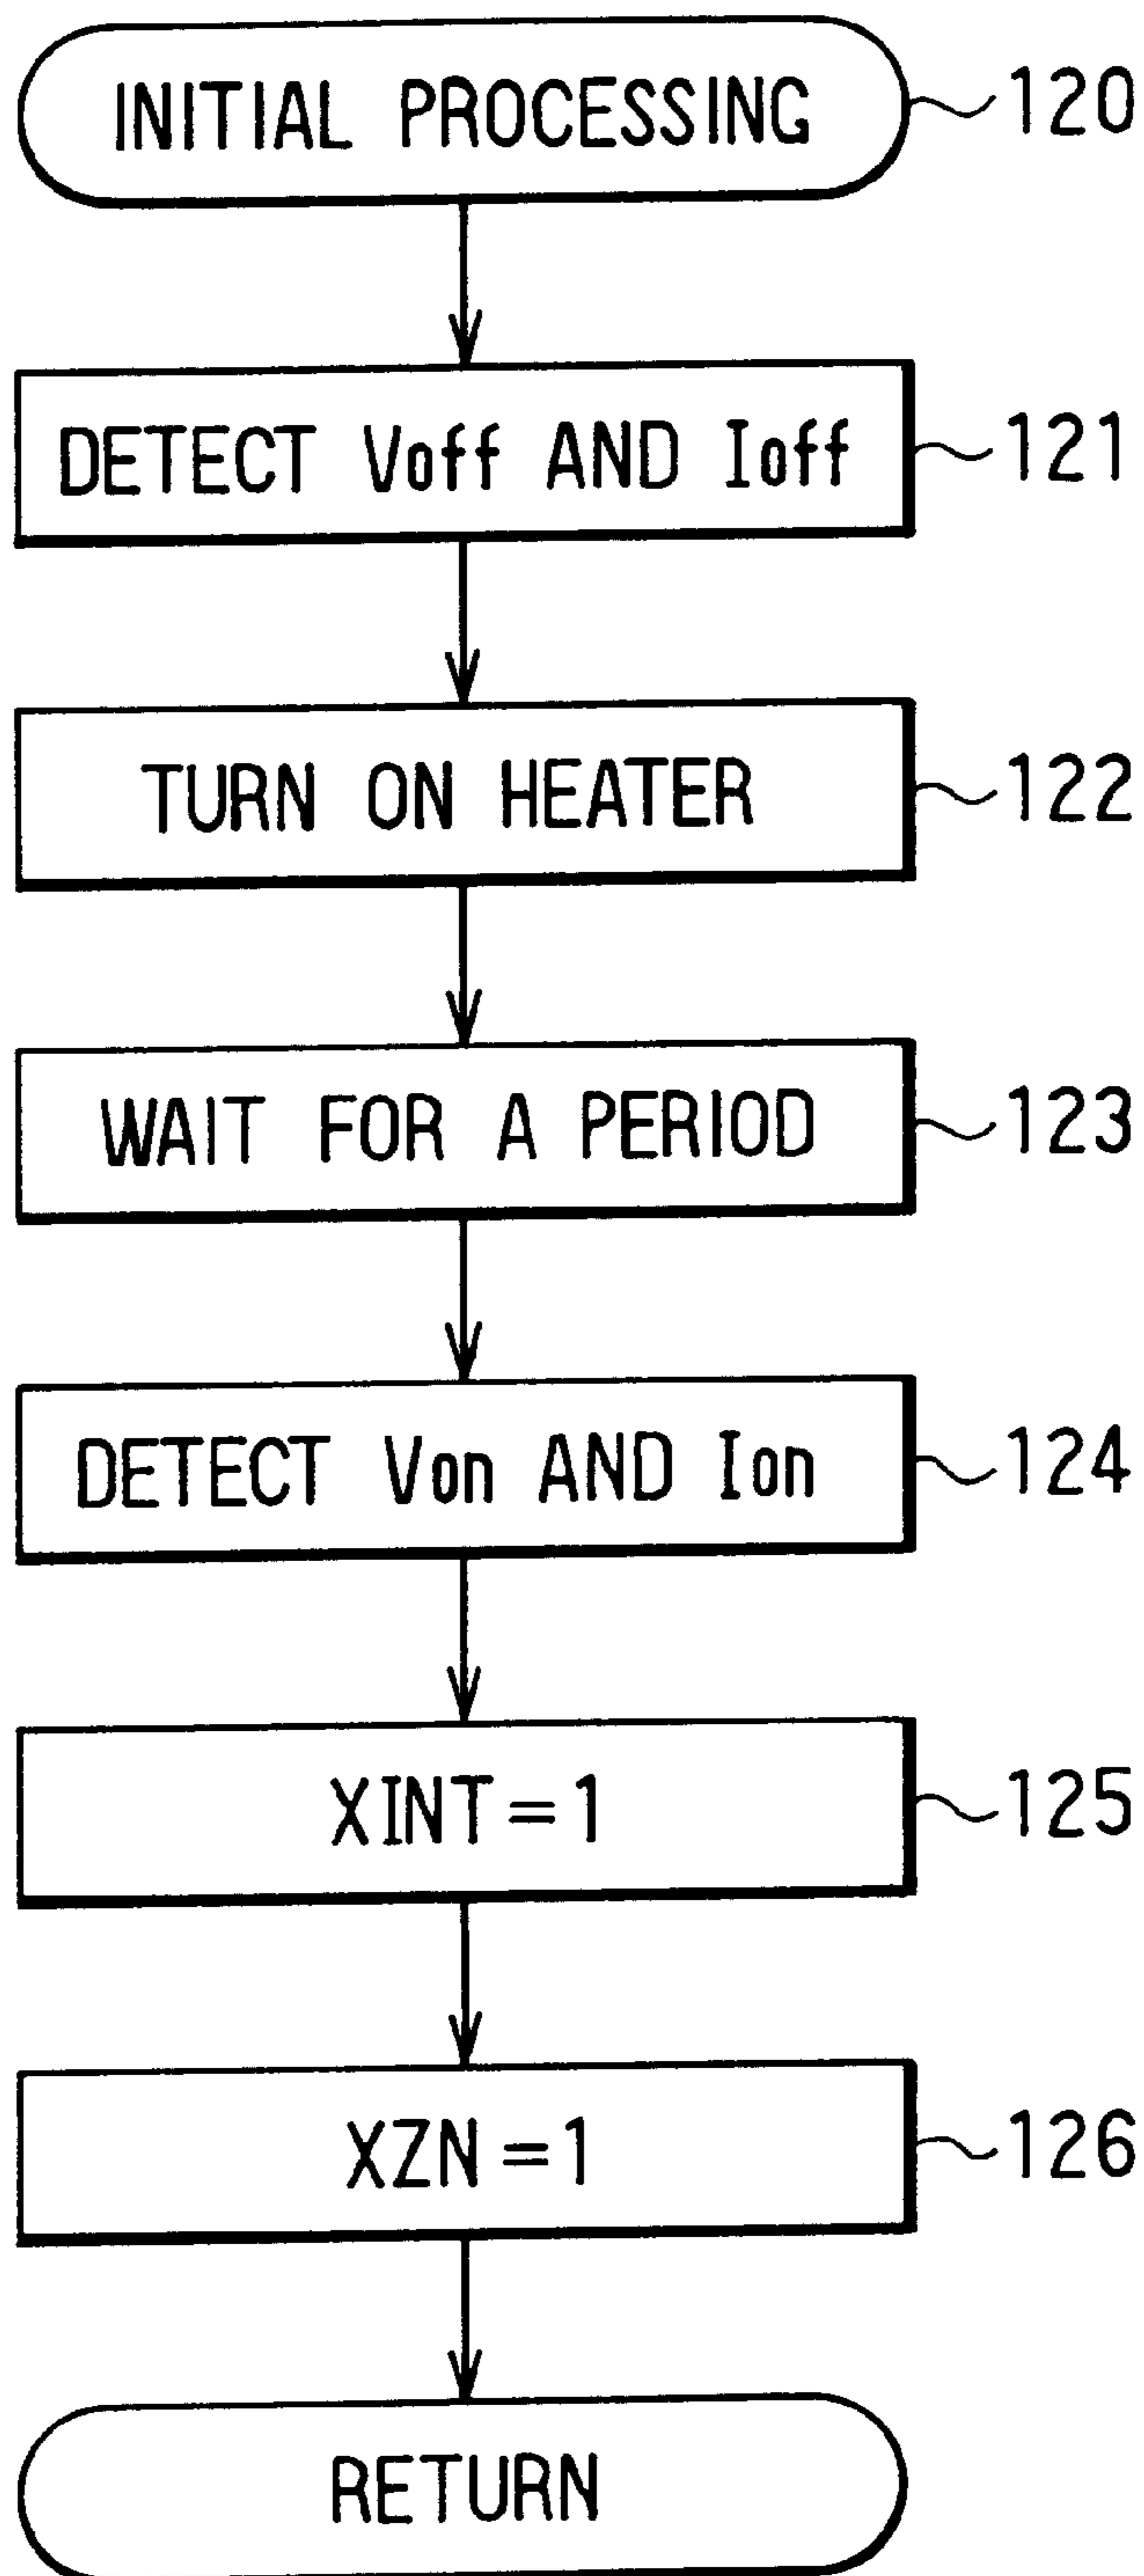 INITIAL PROCESSING 120
DETECT Voff AND Ioff 121
TURN ON HEATER 122
WAIT FOR A PERIOD 123
DETECT Von AND Ion 124
XINT=1 125
XZN=1 126
RETURN